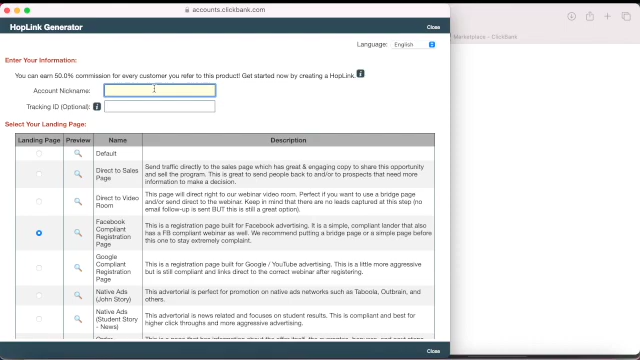 accounts.clickbank.com
HopLink Generator
Close
Marketplace - ClickBank
Language: English
Enter Your Information:
You can earn 50.0% commission for every customer you refer to this product! Get started now by creating a HopLink.
Account Nickname:
Tracking ID (Optional):
Select Your Landing Page:
Landing Page Preview Name Description
Default
Direct to Sales
Page
Send traffic directly to the sales page which has great & engaging copy to share this opportunity
and sell the program. This is great to send people back to and/or to prospects that need more
information to make a decision.
Direct to Video
Room
This page will direct right to our webinar video room. Perfect if you want to use a bridge page
and/or send direct to the webinar. Keep in mind that there are no leads captured at this step (no
email follow-up is sent BUT this is still a great option).
Facebook
Compliant
Registration
Page
This is a registration page built for Facebook advertising. It is a simple, compliant lander that also
has a FB compliant webinar as well. We recommend putting a bridge page or a simple page before
this one to stay extremely complaint.
Google
Compliant
Registration
Page
This is a registration page built for Google / YouTube advertising. This is a little more aggressive
but is still compliant and links direct to the correct webinar after registering.
Native Ads
(John Story)
This advertorial is perfect for promotion on native ads networks such as Taboola, Outbrain, and
others.
Native Ads
(Student Story
- News)
This advertorial is news related and focuses on student results. This is compliant and best for
higher click throughs and more aggressive advertising.
Order
Close